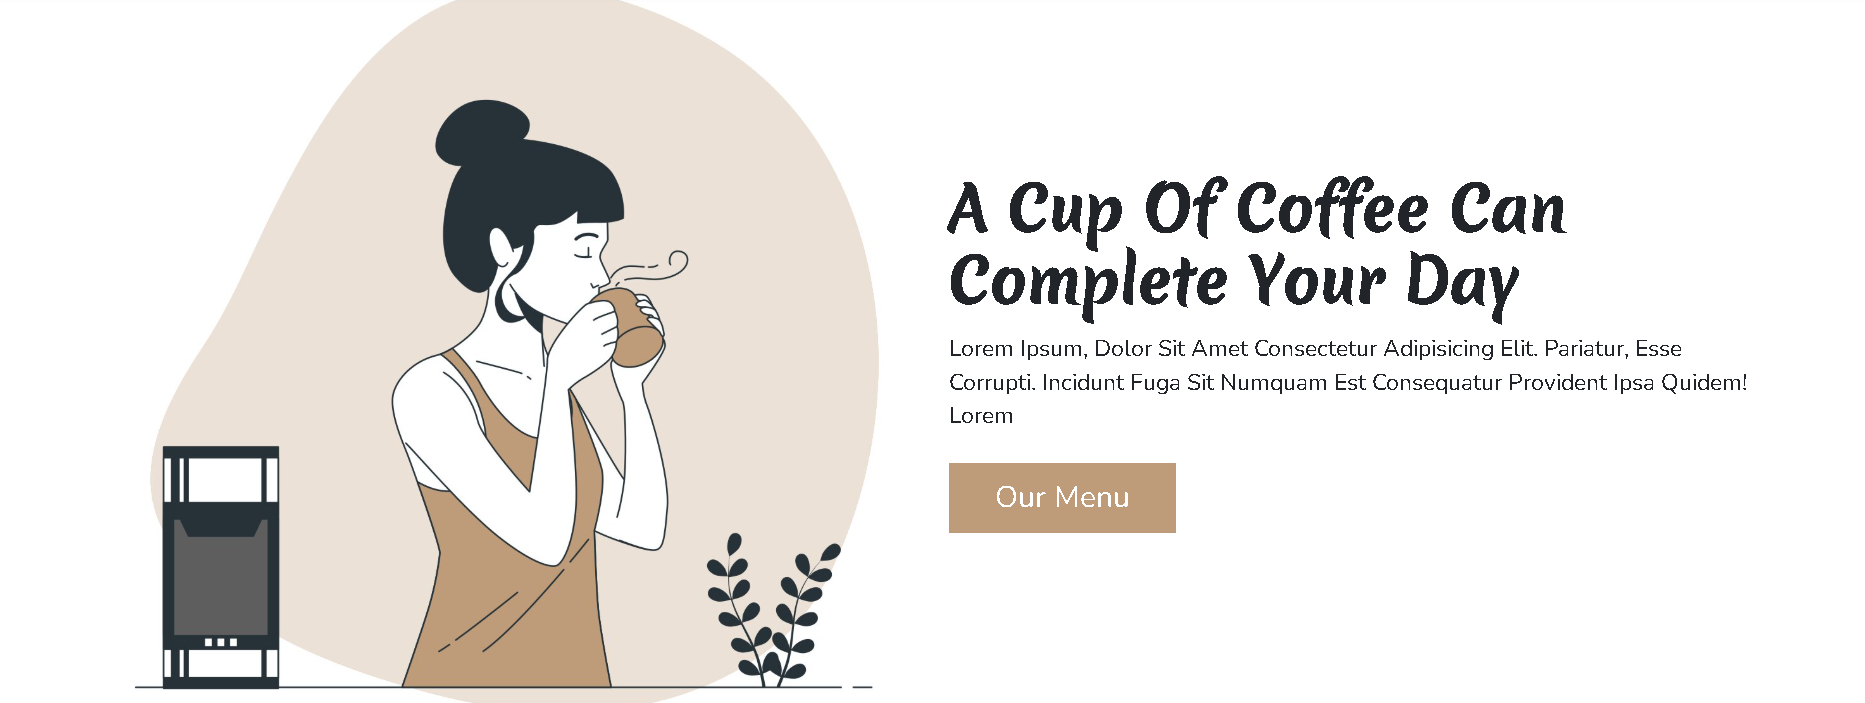 A Cup Of Coffee Can
Complete Your Day
Lorem Ipsum, Dolor Sit Amet Consectetur Adipisicing Elit. Pariatur, Esse
Corrupti. Incidunt Fuga Sit Numquam Est Consequatur Provident Ipsa Quidem!
Lorem
Our Menu